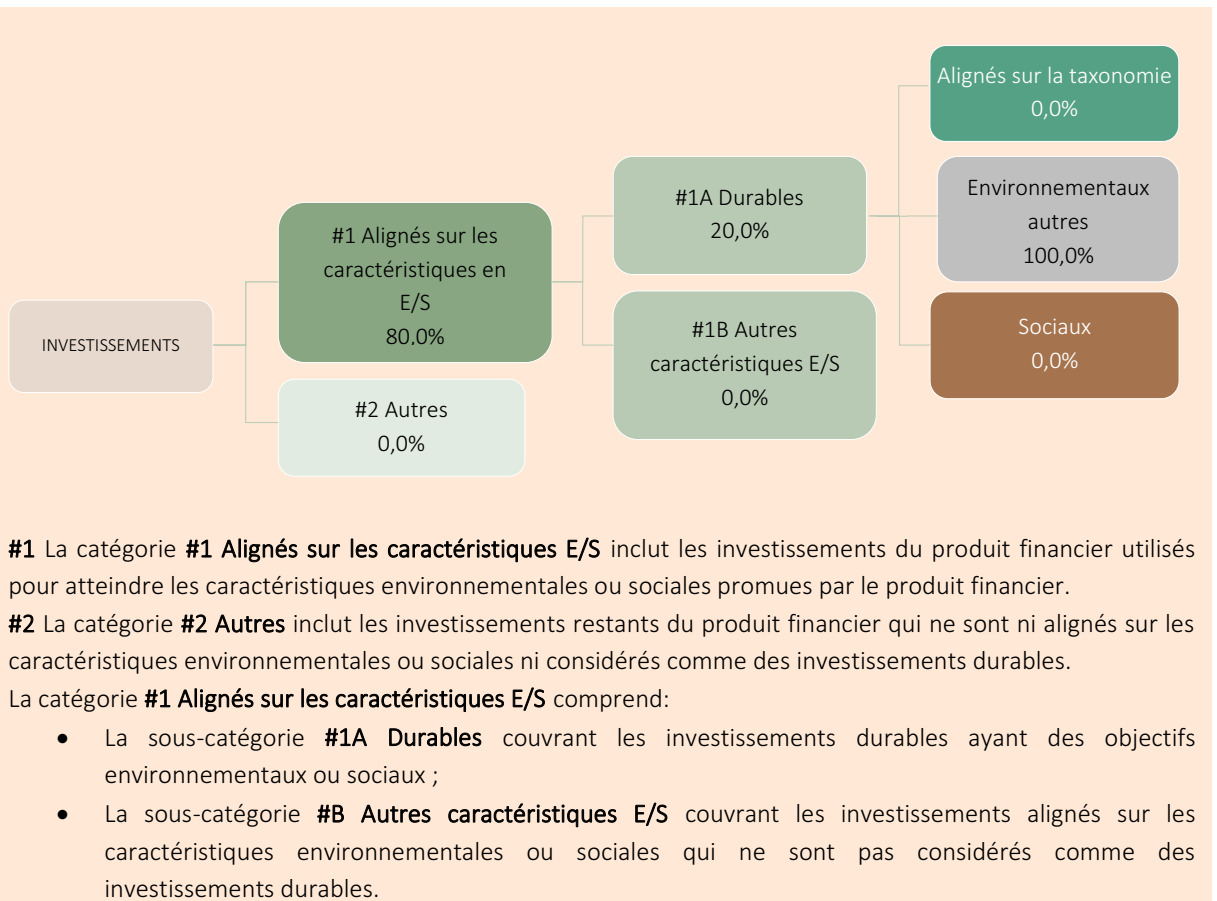 INVESTISSEMENTS
#1 Alignés sur les
caractéristiques en
E/S
80,0%
#2 Autres
0,0%
#1A Durables
20,0%
#1B Autres
caractéristiques E/S
0,0%
Alignés sur la taxonomie
0,0%
Environnementaux
autres
100,0%
Sociaux
0,0%
#1 La catégorie #1 Alignés sur les caractéristiques E/S inclut les investissements du produit financier utilisés
pour atteindre les caractéristiques environnementales ou sociales promues par le produit financier.
#2 La catégorie #2 Autres inclut les investissements restants du produit financier qui ne sont ni alignés sur les
caractéristiques environnementales ou sociales ni considérés comme des investissements durables.
La catégorie #1 Alignés sur les caractéristiques E/S comprend:
• La sous-catégorie #1A Durables couvrant les investissements durables ayant des objectifs
environnementaux ou sociaux ;
• La sous-catégorie #B Autres caractéristiques E/S couvrant les investissements alignés sur les
caractéristiques environnementales ou sociales qui ne sont pas considérés comme des
investissements durables.